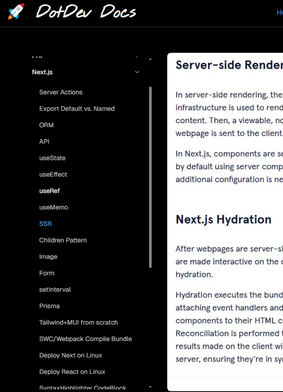 DotDev Docs
Next.js
Server Actions
Export Default vs. Named
ORM
API
useState
useEffect
useRef
useMemo
SSR
Children Pattern
Image
Form
setInterval
Prisma
Tailwind+MUI from scratch
SWC/Webpack Compile Bundle
Deploy Next on Linux
Deploy React on Linux
SyntaxHighlighter CodeBlock
Server-side Render
In server-side rendering, the
infrastructure is used to rend
content. Then, a viewable, no
webpage is sent to the client
In Next.js, components are se
by default using server comp
additional configuration is ne
Next.js Hydration
After webpages are server-si
are made interactive on the c
hydration.
Hydration executes the bund
attaching event handlers and
components to their HTML c
Reconciliation is performed t
results made on the client wi
server, ensuring they're in sy